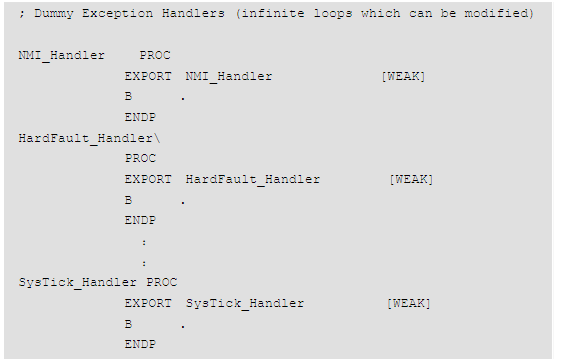 ; Dummy Exception Handlers (infinite loops which can be modified)
NMI_Handler     PROC
                EXPORT  NMI_Handler                [WEAK]
                B       .
                ENDP
HardFault_Handler\
                PROC
                EXPORT  HardFault_Handler          [WEAK]
                B       .
                ENDP
                  :
                  :
SysTick_Handler PROC
                EXPORT  SysTick_Handler            [WEAK]
                B       .
                ENDP